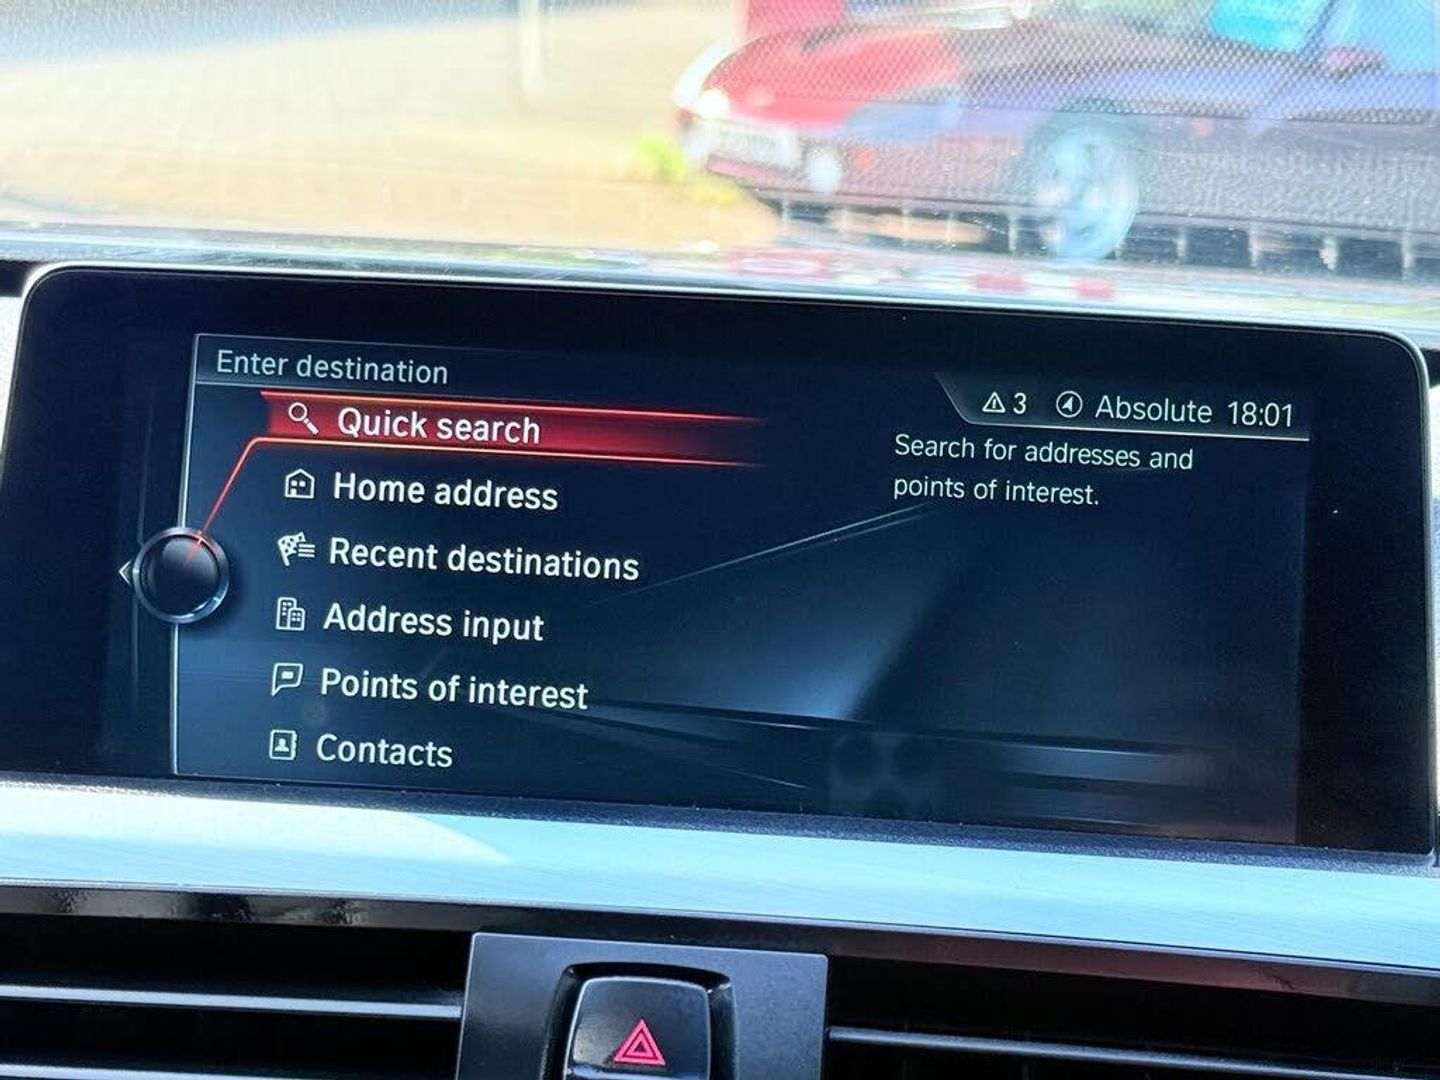 Enter destination
3 Absolute 18:01
Quick search
Search for addresses and
points of interest.
Home address
Recent destinations
Address input
Points of interest
Contacts